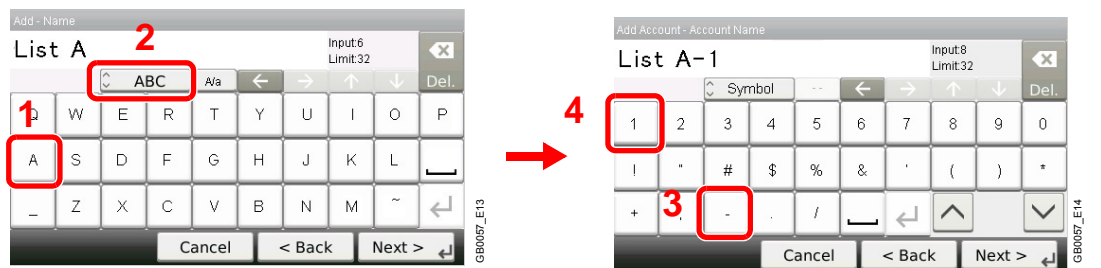 Add - Name
List A
Input:6
Limit:32
2
ABC A/a ← → ↑ ↓ Del.
1
Q W E R T Y U I O P
A S D F G H J K L
_ Z X C V B N M ~
Cancel < Back Next >
GB0057_E13
Add Account - Account Name
List A-1
Input:8
Limit:32
Symbol - - ← → ↑ ↓ Del.
4
1 2 3 4 5 6 7 8 9 0
! " # $ % & ' ( ) *
3
+ , - . /
Cancel < Back Next >
GB0057_E14